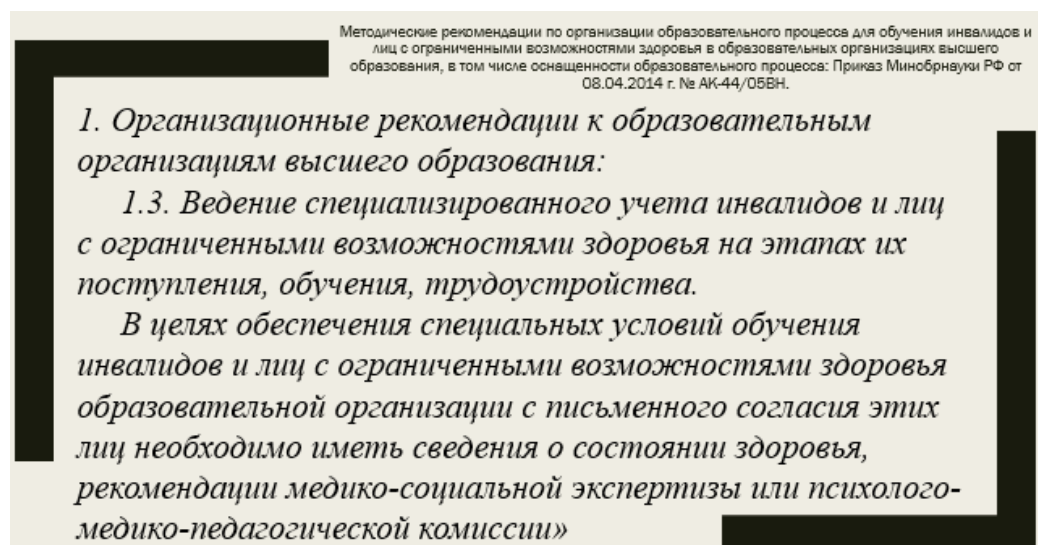 Методические рекомендации по организации образовательного процесса для обучения инвалидов и
лиц с ограниченными возможностями здоровья в образовательных организациях высшего
образования, в том числе оснащенности образовательного процесса: Приказ Минобрнауки РФ от
08.04.2014 г. № АК-44/05ВН.
1. Организационные рекомендации к образовательным
организациям высшего образования:
1.3. Ведение специализированного учета инвалидов и лиц
с ограниченными возможностями здоровья на этапах их
поступления, обучения, трудоустройства.
В целях обеспечения специальных условий обучения
инвалидов и лиц с ограниченными возможностями здоровья
образовательной организации с письменного согласия этих
лиц необходимо иметь сведения о состоянии здоровья,
рекомендации медико-социальной экспертизы или психолого-
медико-педагогической комиссии»